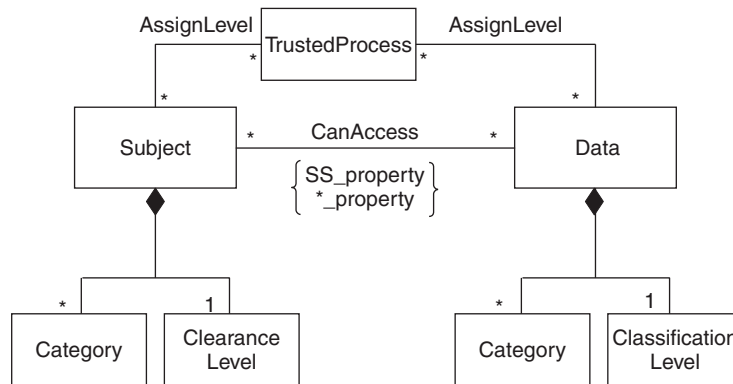 AssignLevel
TrustedProcess
AssignLevel
*
*
*
*
Subject
*
CanAccess
*
Data
SS_property
*_property
*
1
*
1
Category
Clearance
Level
Category
Classification
Level